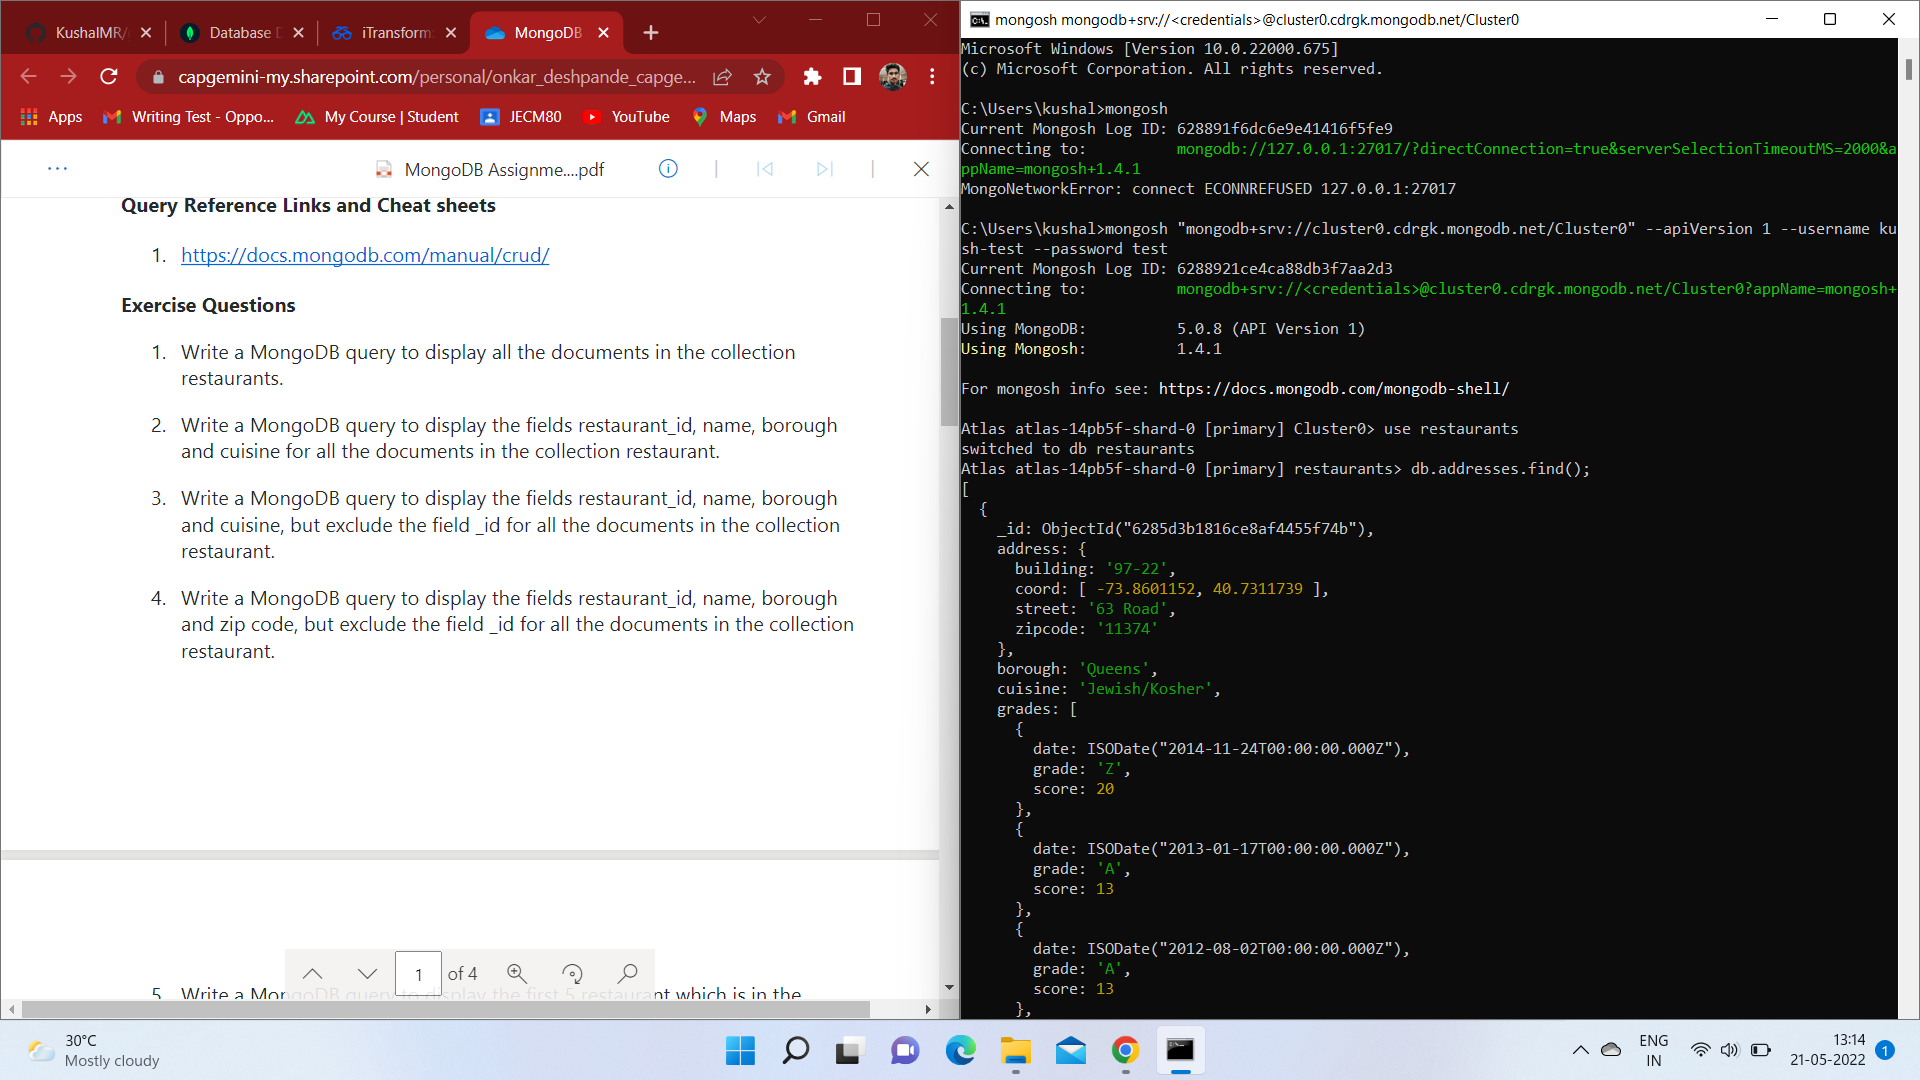 KushalMR/
Database D
iTransform
MongoDB
capgemini-my.sharepoint.com/personal/onkar_deshpande_capge...
Apps
Writing Test - Oppo...
My Course | Student
JECM80
YouTube
Maps
Gmail
MongoDB Assignme....pdf
Query Reference Links and Cheat sheets
1. https://docs.mongodb.com/manual/crud/
Exercise Questions
1. Write a MongoDB query to display all the documents in the collection
restaurants.
2. Write a MongoDB query to display the fields restaurant_id, name, borough
and cuisine for all the documents in the collection restaurant.
3. Write a MongoDB query to display the fields restaurant_id, name, borough
and cuisine, but exclude the field _id for all the documents in the collection
restaurant.
4. Write a MongoDB query to display the fields restaurant_id, name, borough
and zip code, but exclude the field _id for all the documents in the collection
restaurant.
1 of 4
5. Write a MongoDB query to display the first 5 restaurant which is in the
mongosh mongodb+srv://<credentials>@cluster0.cdrgk.mongodb.net/Cluster0
Microsoft Windows [Version 10.0.22000.675]
(c) Microsoft Corporation. All rights reserved.
C:\Users\kushal>mongosh
Current Mongosh Log ID: 628891f6dc6e9e41416f5fe9
Connecting to: mongodb://127.0.0.1:27017/?directConnection=true&serverSelectionTimeoutMS=2000&a
ppName=mongosh+1.4.1
MongoNetworkError: connect ECONNREFUSED 127.0.0.1:27017
C:\Users\kushal>mongosh "mongodb+srv://cluster0.cdrgk.mongodb.net/Cluster0" --apiVersion 1 --username ku
sh-test --password test
Current Mongosh Log ID: 6288921ce4ca88db3f7aa2d3
Connecting to: mongodb+srv://<credentials>@cluster0.cdrgk.mongodb.net/Cluster0?appName=mongosh+
1.4.1
Using MongoDB: 5.0.8 (API Version 1)
Using Mongosh: 1.4.1
For mongosh info see: https://docs.mongodb.com/mongodb-shell/
Atlas atlas-14pb5f-shard-0 [primary] Cluster0> use restaurants
switched to db restaurants
Atlas atlas-14pb5f-shard-0 [primary] restaurants> db.addresses.find();
[
{
_id: ObjectId("6285d3b1816ce8af4455f74b"),
address: {
building: '97-22',
coord: [ -73.8601152, 40.7311739 ],
street: '63 Road',
zipcode: '11374'
},
borough: 'Queens',
cuisine: 'Jewish/Kosher',
grades: [
{
date: ISODate("2014-11-24T00:00:00.000Z"),
grade: 'Z',
score: 20
},
{
date: ISODate("2013-01-17T00:00:00.000Z"),
grade: 'A',
score: 13
},
{
date: ISODate("2012-08-02T00:00:00.000Z"),
grade: 'A',
score: 13
},
30°C
Mostly cloudy
ENG
IN
13:14
21-05-2022
1